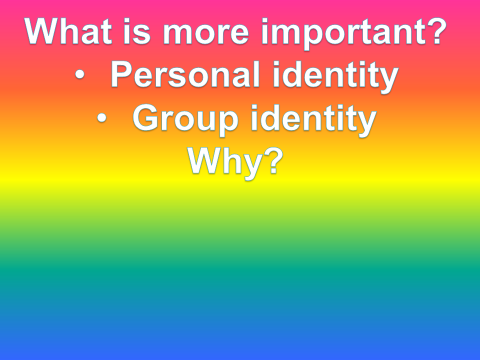 What is more important?
• Personal identity
• Group identity
Why?